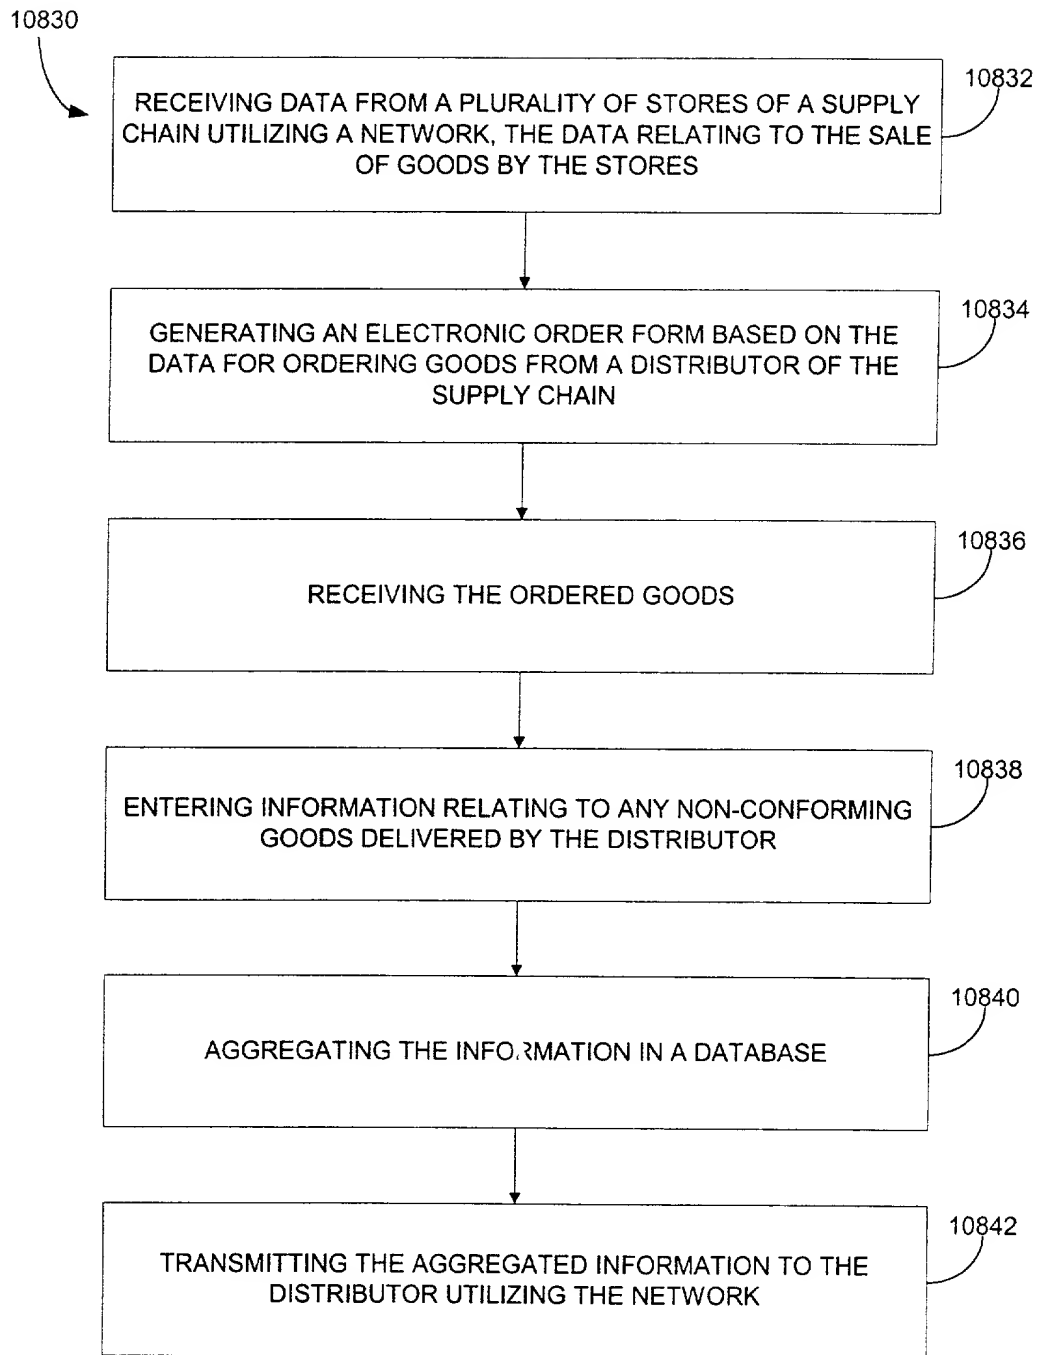 10830
10832
RECEIVING DATA FROM A PLURALITY OF STORES OF A SUPPLY
CHAIN UTILIZING A NETWORK, THE DATA RELATING TO THE SALE
OF GOODS BY THE STORES
10834
GENERATING AN ELECTRONIC ORDER FORM BASED ON THE
DATA FOR ORDERING GOODS FROM A DISTRIBUTOR OF THE
SUPPLY CHAIN
10836
RECEIVING THE ORDERED GOODS
10838
ENTERING INFORMATION RELATING TO ANY NON-CONFORMING
GOODS DELIVERED BY THE DISTRIBUTOR
10840
AGGREGATING THE INFORMATION IN A DATABASE
10842
TRANSMITTING THE AGGREGATED INFORMATION TO THE
DISTRIBUTOR UTILIZING THE NETWORK